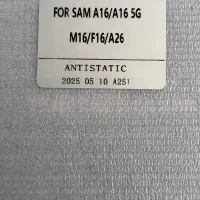 FOR SAM A16/A16 5G
M16/F16/A26
ANTISTATIC
2025 05 10 A251